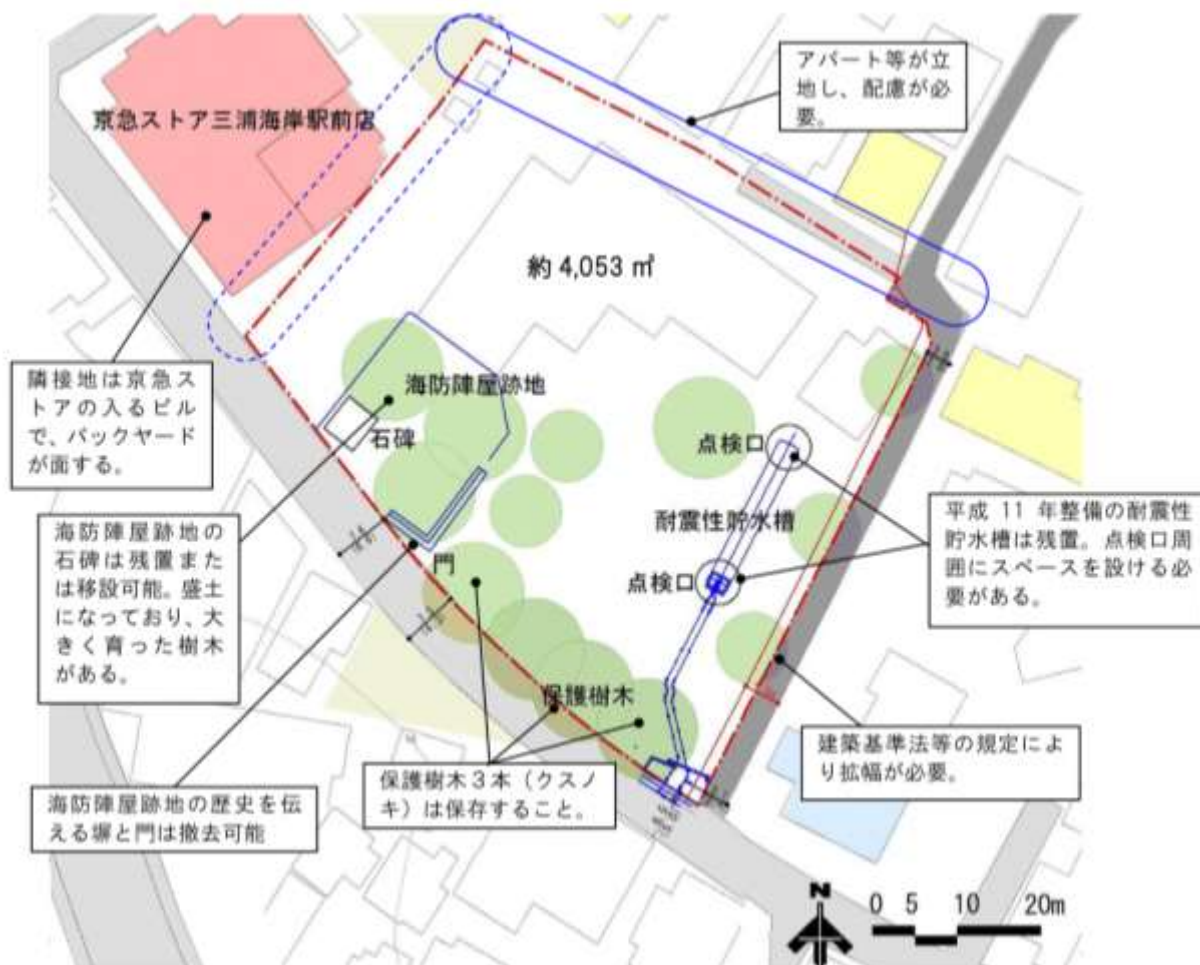 アパート等が立
地し、配慮が必
要。
京急ストア三浦海岸駅前店
約 4,053 ㎡
隣接地は京急ス
トアの入るビル
で、バックヤード
が面する。
海防陣屋跡地
石碑
点検口
耐震性貯水槽
平成 11 年整備の耐震性
貯水槽は残置。点検口周
囲にスペースを設ける必
要がある。
海防陣屋跡地の
石碑は残置また
は移設可能。盛土
になっており、大
きく育った樹木
がある。
門
点検口
保護樹木
建築基準法等の規定によ
り拡幅が必要。
保護樹木３本（クスノ
キ）は保存すること。
海防陣屋跡地の歴史を伝
える塀と門は撤去可能
N
0 5 10 20m